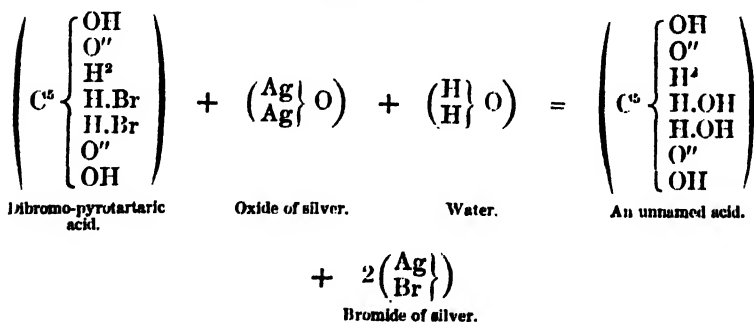 OH OH
O″ O″
H² H²
C⁵ H.Br + (Ag Ag} O) + (H H} O) = C⁵ H.OH
H.Br H.OH
O″ O″
OH OH
Dibromo-pyrotartaric acid. Oxide of silver. Water. An unnamed acid.
+ 2(Ag Br})
Bromide of silver.